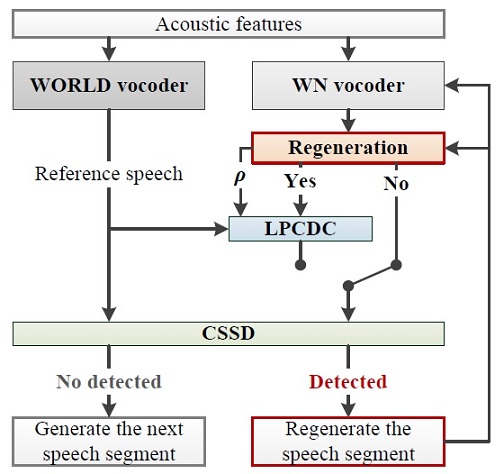 Acoustic features
WORLD vocoder
WN vocoder
Regeneration
Reference speech
ρ
Yes
No
LPCDC
CSSD
No detected
Detected
Generate the next
speech segment
Regenerate the
speech segment